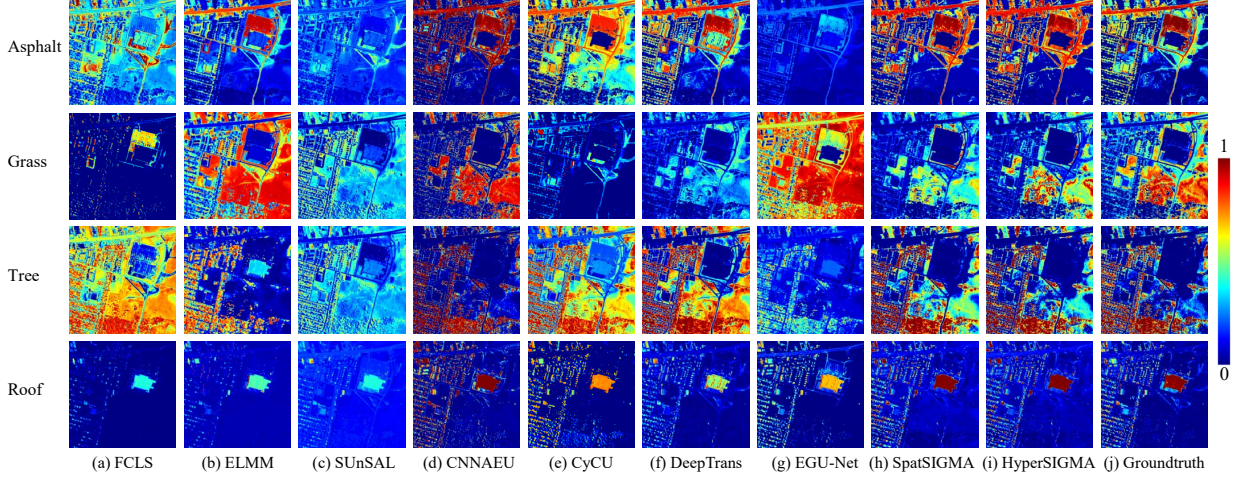 Asphalt
Grass
Tree
Roof
1
0
(a) FCLS (b) ELMM (c) SUnSAL (d) CNNAEU (e) CyCU (f) DeepTrans (g) EGU-Net (h) SpatSIGMA (i) HyperSIGMA (j) Groundtruth